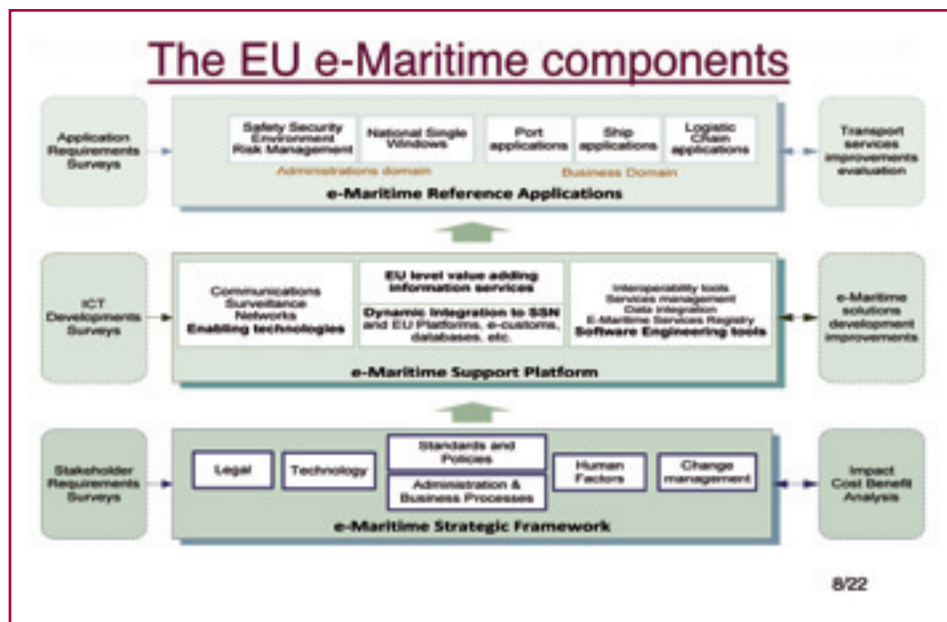 The EU e-Maritime components
Application
Requirements
Surveys
Safety Security
Environment
Risk Management
National Single
Windows
Administrations domain
Port
applications
Ship
applications
Logistic
Chain
applications
Business Domain
e-Maritime Reference Applications
Transport
services
improvements
evaluation
ICT
Developments
Surveys
Communications
Surveillance
Networks
Enabling technologies
EU level value adding
information services
Dynamic Integration to SSN
and EU Platforms, e-customs,
databases, etc.
Interoperability tools
Services management
Data Integration
E-Maritime Services Registry
Software Engineering tools
e-Maritime Support Platform
e-Maritime
solutions
development
improvements
Stakeholder
Requirements
Surveys
Legal
Technology
Standards and
Policies
Administration &
Business Processes
Human
Factors
Change
management
e-Maritime Strategic Framework
Impact
Cost Benefit
Analysis
8/22